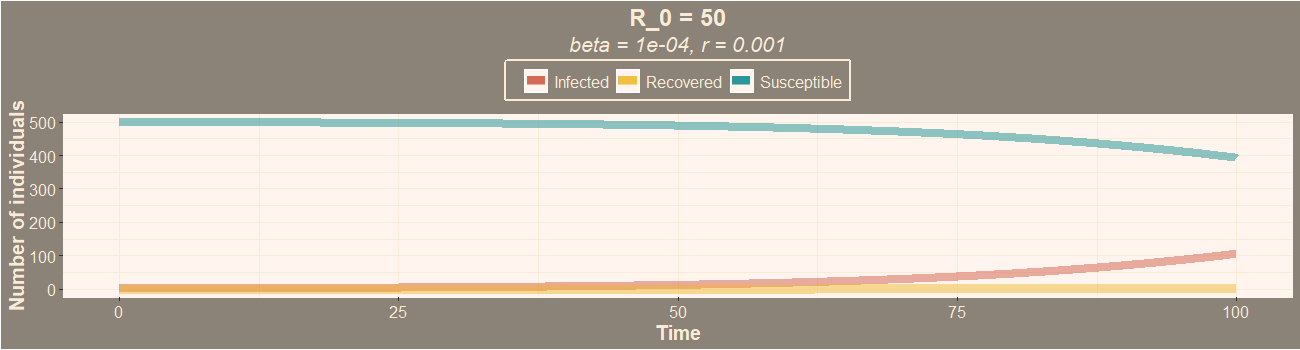 R_0 = 50
beta = 1e-04, r = 0.001
Infected Recovered Susceptible
Number of individuals
500
400
300
200
100
0
0 25 50 75 100
Time